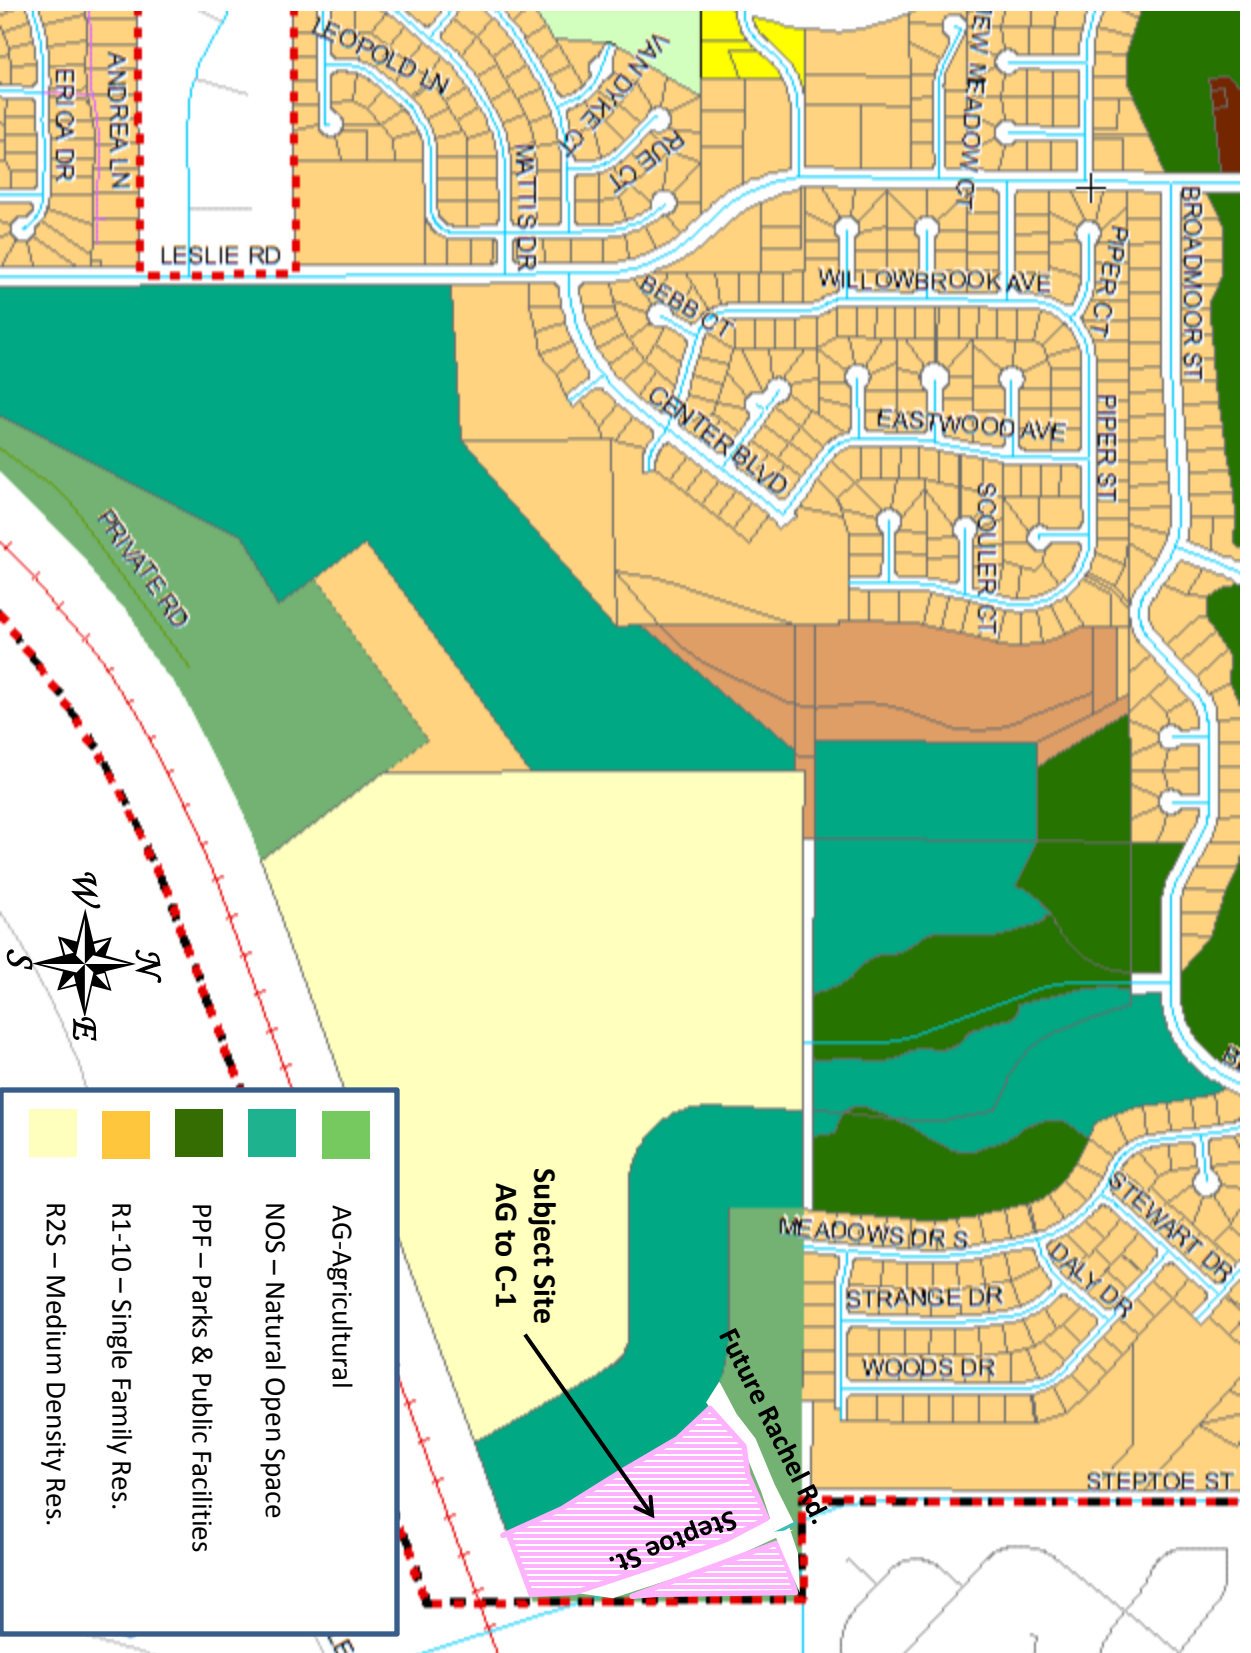 LEOPOLD LN
ANDREA LN
ERICA DR
VAN DYKE CT
RUE CT
MATTIS DR
LESLIE RD
BEBB CT
WILLOWBROOK AVE
PIPER CT
BROADMOOR ST
CENTER BLVD
EASTWOOD AVE
PIPER ST
SCOULLER CT
PRIVATE RD
STEWART DR
MEADOWS DR S
DALY DR
STRANGE DR
WOODS DR
STEPTOE ST
Future Rachel Rd.
Steptoe St.
Subject Site
AG to C-1
N
W
E
S
AG-Agricultural
NOS – Natural Open Space
PPF – Parks & Public Facilities
R1-10 – Single Family Res.
R2S – Medium Density Res.